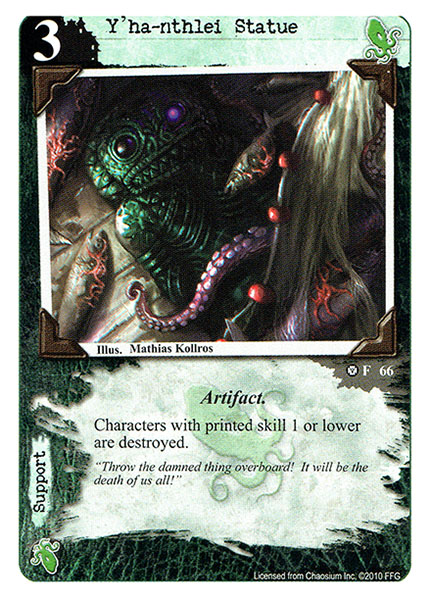 3
Y'ha-nthlei Statue
Illus. Mathias Kollros
F 66
Artifact.
Characters with printed skill 1 or lower
are destroyed.
“Throw the damned thing overboard! It will be the
death of us all!”
Support
Licensed from Chaosium Inc. ©2010 FFG